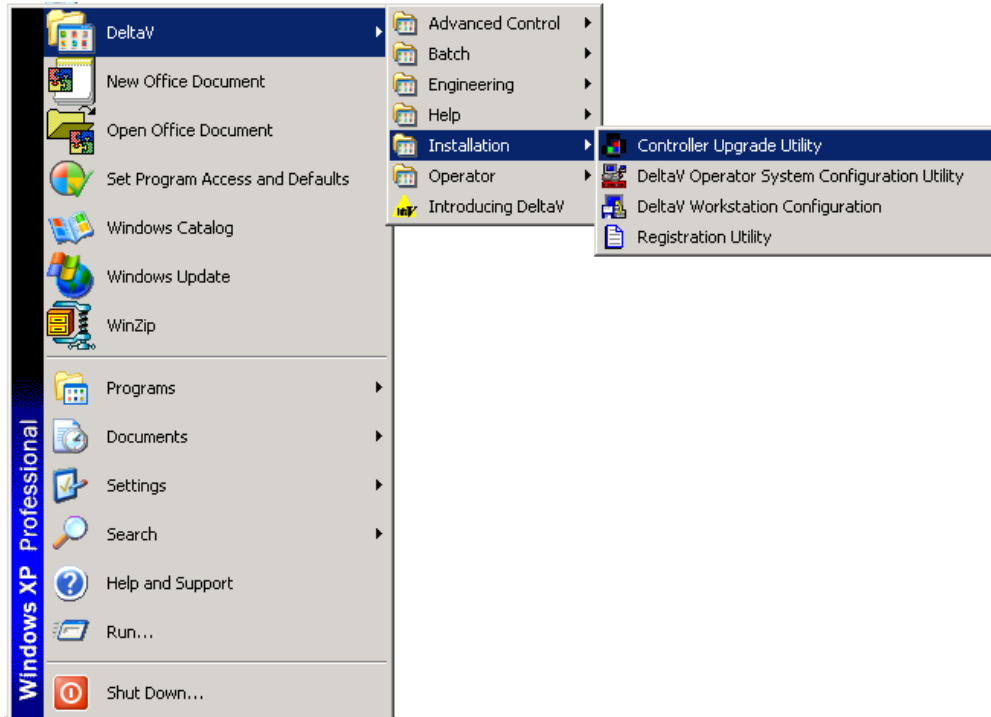 DeltaV
New Office Document
Open Office Document
Set Program Access and Defaults
Windows Catalog
Windows Update
WinZip
Programs
Documents
Settings
Search
Help and Support
Run...
Shut Down...
Windows XP Professional
Advanced Control
Batch
Engineering
Help
Installation
Operator
Introducing DeltaV
Controller Upgrade Utility
DeltaV Operator System Configuration Utility
DeltaV Workstation Configuration
Registration Utility